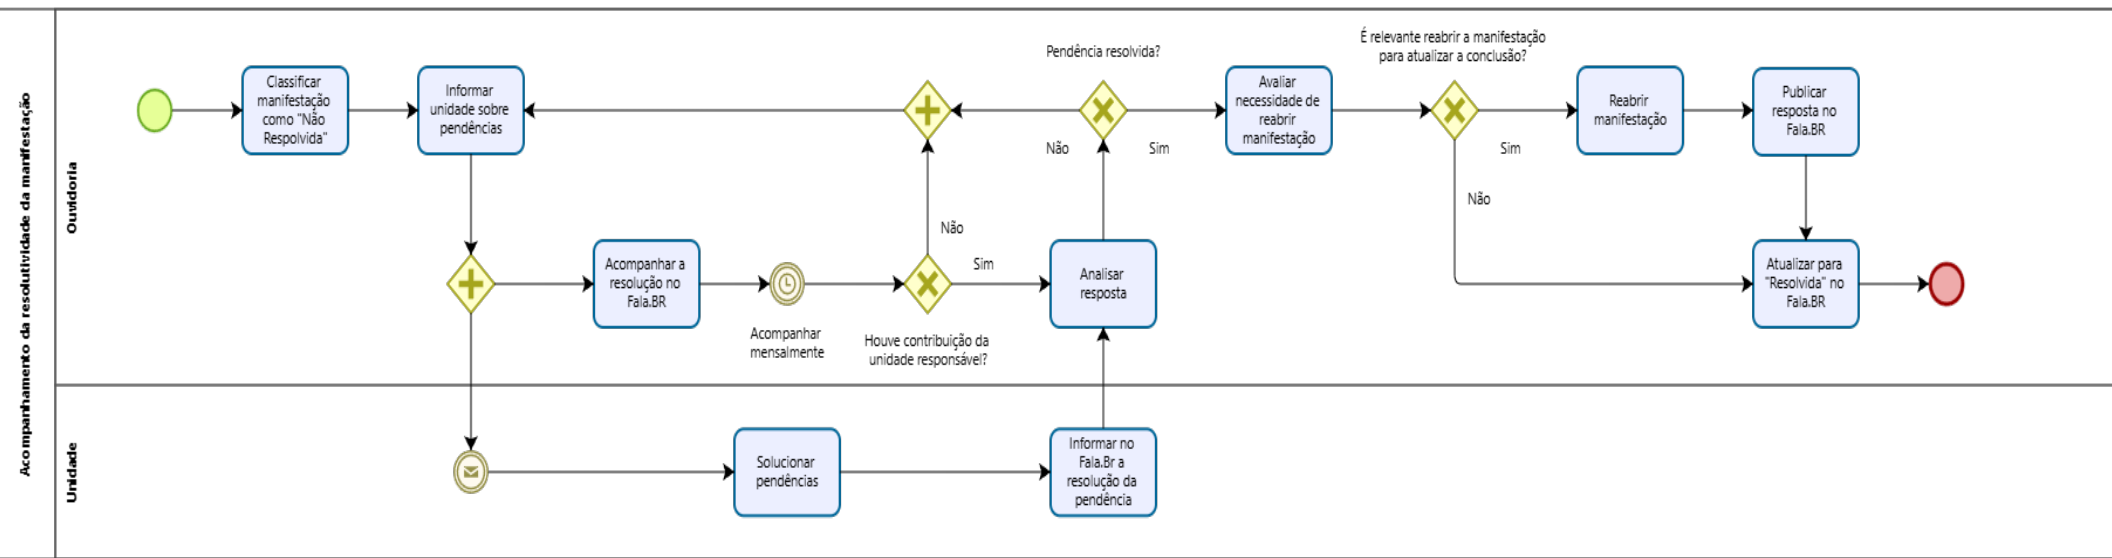 Acompanhamento da resolutividade da manifestação
Ouvidoria
Classificar
manifestação
como "Não
Respolvida"
Informar
unidade sobre
pendências
Pendência resolvida?
Não
Sim
Avaliar
necessidade de
reabrir
manifestação
É relevante reabrir a manifestação
para atualizar a conclusão?
Sim
Não
Reabrir
manifestação
Publicar
resposta no
Fala.BR
Acompanhar a
resolução no
Fala.BR
Acompanhar
mensalmente
Não
Sim
Houve contribuição da
unidade responsável?
Analisar
resposta
Atualizar para
"Resolvida" no
Fala.BR
Unidade
Solucionar
pendências
Informar no
Fala.Br a
resolução da
pendência